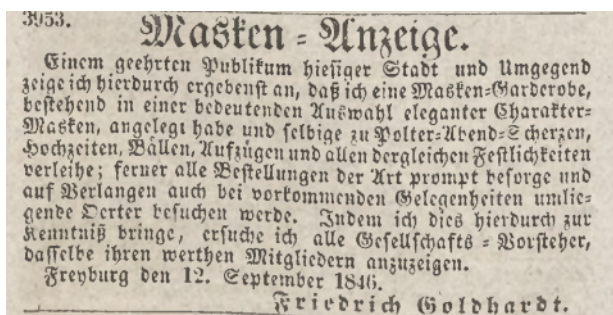 3953.
Masken=Anzeige.
Einem geehrten Publikum hiesiger Stadt und Umgegend
zeige ich hierdurch ergebenst an, daß ich eine Masken=Garderobe,
bestehend in einer bedeutenden Auswahl eleganter Charakter=
Masken, angelegt habe und selbige zu Polter=Abend=Scherzen,
Hochzeiten, Bällen, Aufzügen und allen dergleichen Festlichkeiten
verleihe; ferner alle Bestellungen der Art prompt besorge und
auf Verlangen auch bei vorkommenden Gelegenheiten umlie=
gende Oerter besuchen werde. Indem ich dies hierdurch zur
Kenntniß bringe, ersuche ich alle Gesellschafts=Vorsteher,
dasselbe ihren werthen Mitgliedern anzuzeigen.
Freyburg den 12. September 1846.
Friedrich Goldhardt.